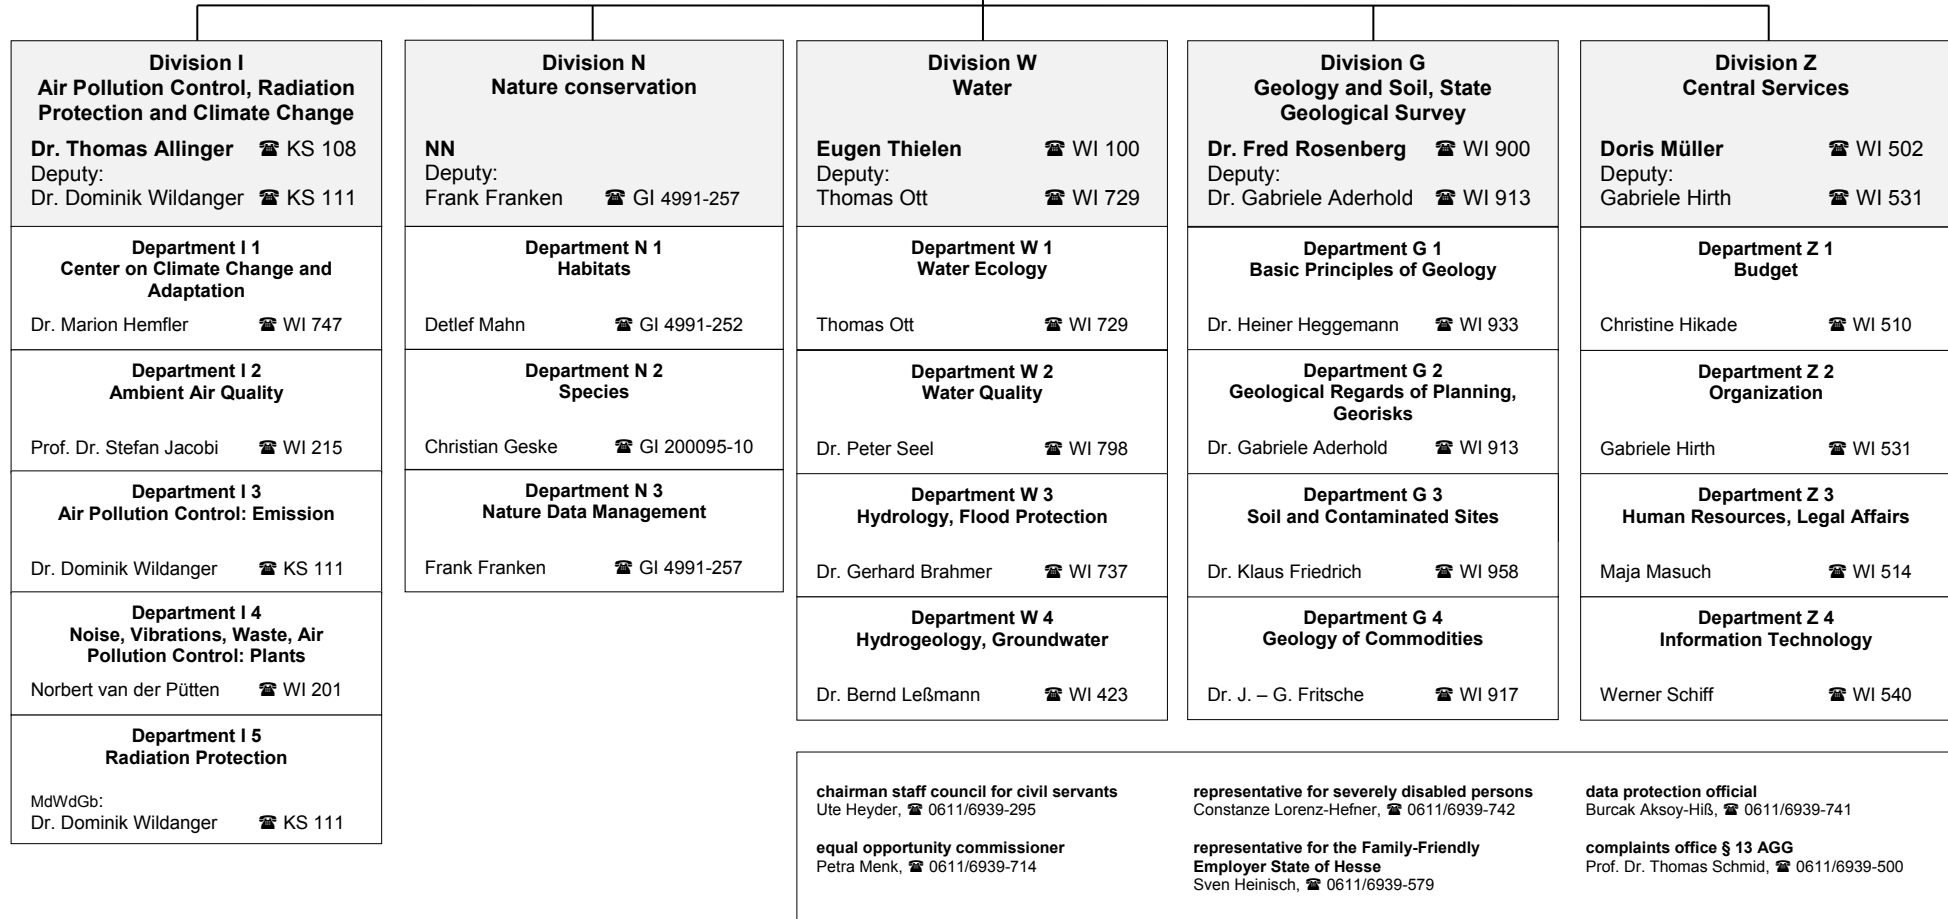 Division I
Air Pollution Control, Radiation
Protection and Climate Change
Dr. Thomas Allinger ☎ KS 108
Deputy:
Dr. Dominik Wildanger ☎ KS 111
Department I 1
Center on Climate Change and
Adaptation
Dr. Marion Hemfler ☎ WI 747
Department I 2
Ambient Air Quality
Prof. Dr. Stefan Jacobi ☎ WI 215
Department I 3
Air Pollution Control: Emission
Dr. Dominik Wildanger ☎ KS 111
Department I 4
Noise, Vibrations, Waste, Air
Pollution Control: Plants
Norbert van der Pütten ☎ WI 201
Department I 5
Radiation Protection
MdWdGb:
Dr. Dominik Wildanger ☎ KS 111
Division N
Nature conservation
NN
Deputy:
Frank Franken ☎ GI 4991-257
Department N 1
Habitats
Detlef Mahn ☎ GI 4991-252
Department N 2
Species
Christian Geske ☎ GI 200095-10
Department N 3
Nature Data Management
Frank Franken ☎ GI 4991-257
Division W
Water
Eugen Thielen ☎ WI 100
Deputy:
Thomas Ott ☎ WI 729
Department W 1
Water Ecology
Thomas Ott ☎ WI 729
Department W 2
Water Quality
Dr. Peter Seel ☎ WI 798
Department W 3
Hydrology, Flood Protection
Dr. Gerhard Brahmer ☎ WI 737
Department W 4
Hydrogeology, Groundwater
Dr. Bernd Leßmann ☎ WI 423
Division G
Geology and Soil, State
Geological Survey
Dr. Fred Rosenberg ☎ WI 900
Deputy:
Dr. Gabriele Aderhold ☎ WI 913
Department G 1
Basic Principles of Geology
Dr. Heiner Heggemann ☎ WI 933
Department G 2
Geological Regards of Planning,
Georisks
Dr. Gabriele Aderhold ☎ WI 913
Department G 3
Soil and Contaminated Sites
Dr. Klaus Friedrich ☎ WI 958
Department G 4
Geology of Commodities
Dr. J. – G. Fritsche ☎ WI 917
Division Z
Central Services
Doris Müller ☎ WI 502
Deputy:
Gabriele Hirth ☎ WI 531
Department Z 1
Budget
Christine Hikade ☎ WI 510
Department Z 2
Organization
Gabriele Hirth ☎ WI 531
Department Z 3
Human Resources, Legal Affairs
Maja Masuch ☎ WI 514
Department Z 4
Information Technology
Werner Schiff ☎ WI 540
chairman staff council for civil servants
Ute Heyder, ☎ 0611/6939-295
equal opportunity commissioner
Petra Menk, ☎ 0611/6939-714
representative for severely disabled persons
Constanze Lorenz-Hefner, ☎ 0611/6939-742
representative for the Family-Friendly
Employer State of Hesse
Sven Heinisch, ☎ 0611/6939-579
data protection official
Burcak Aksoy-Hiß, ☎ 0611/6939-741
complaints office § 13 AGG
Prof. Dr. Thomas Schmid, ☎ 0611/6939-500